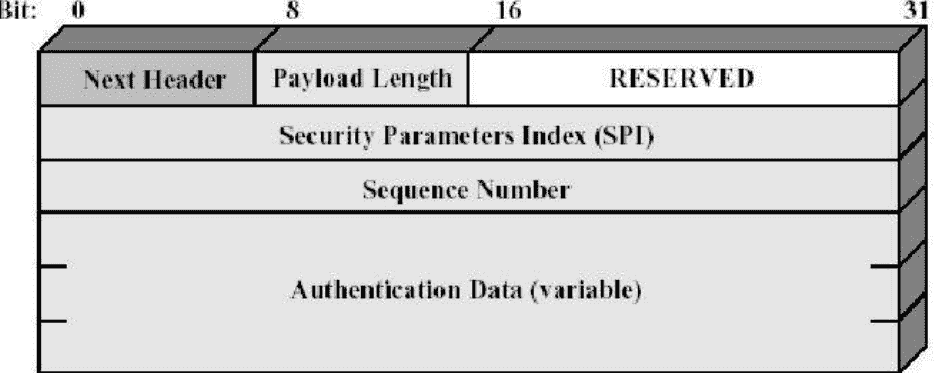 Bit: 0 8 16 31
Next Header Payload Length RESERVED
Security Parameters Index (SPI)
Sequence Number
Authentication Data (variable)